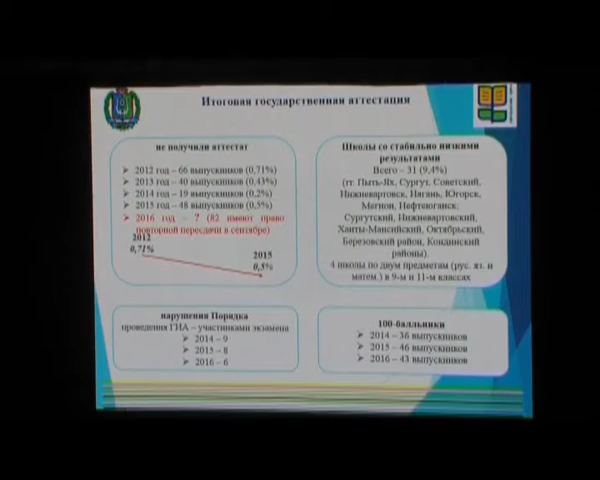 Итоговая государственная аттестация
не получили аттестат
➢ 2012 год – 66 выпускников (0,71%)
➢ 2013 год – 40 выпускников (0,43%)
➢ 2014 год – 19 выпускников (0,2%)
➢ 2015 год – 48 выпускников (0,5%)
➢ 2016 год – ? (82 имеют право
повторной пересдачи в сентябре)
2012
0,71%
2015
0,5%
Школы со стабильно низкими
результатами
Всего – 31 (9,4%)
(гг. Пыть-Ях, Сургут, Советский,
Нижневартовск, Нягань, Югорск,
Мегион, Нефтеюганск;
Сургутский, Нижневартовский,
Ханты-Мансийский, Октябрьский,
Березовский район, Кондинский
районы).
4 школы по двум предметам (рус. яз. и
матем.) в 9-м и 11-м классах
нарушения Порядка
проведения ГИА – участниками экзамена
➢ 2014 – 9
➢ 2015 – 8
➢ 2016 – 6
100-балльники
➢ 2014 – 36 выпускников
➢ 2015 – 46 выпускников
➢ 2016 – 43 выпускников